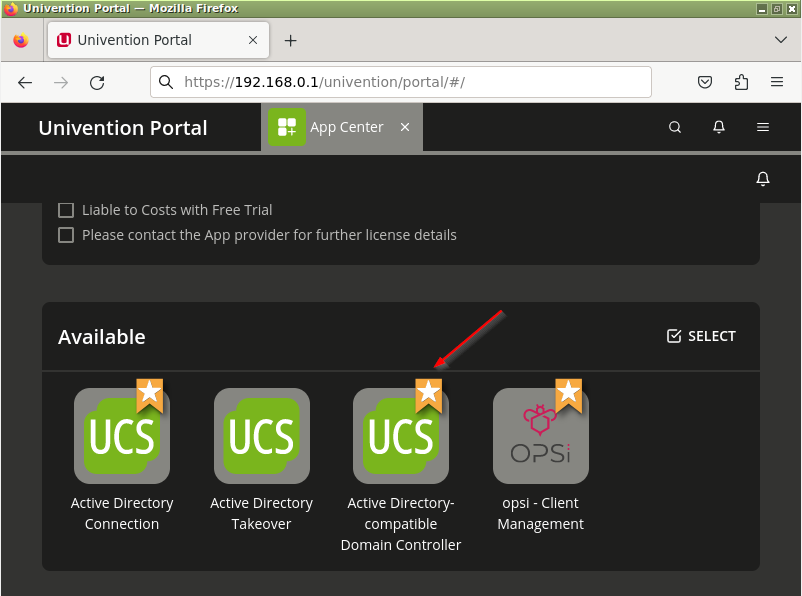 Univention Portal — Mozilla Firefox
Univention Portal
https://192.168.0.1/univention/portal/#/
Univention Portal
App Center
Liable to Costs with Free Trial
Please contact the App provider for further license details
Available
SELECT
UCS
UCS
UCS
OPSi
Active Directory
Connection
Active Directory
Takeover
Active Directory-
compatible
Domain Controller
opsi - Client
Management